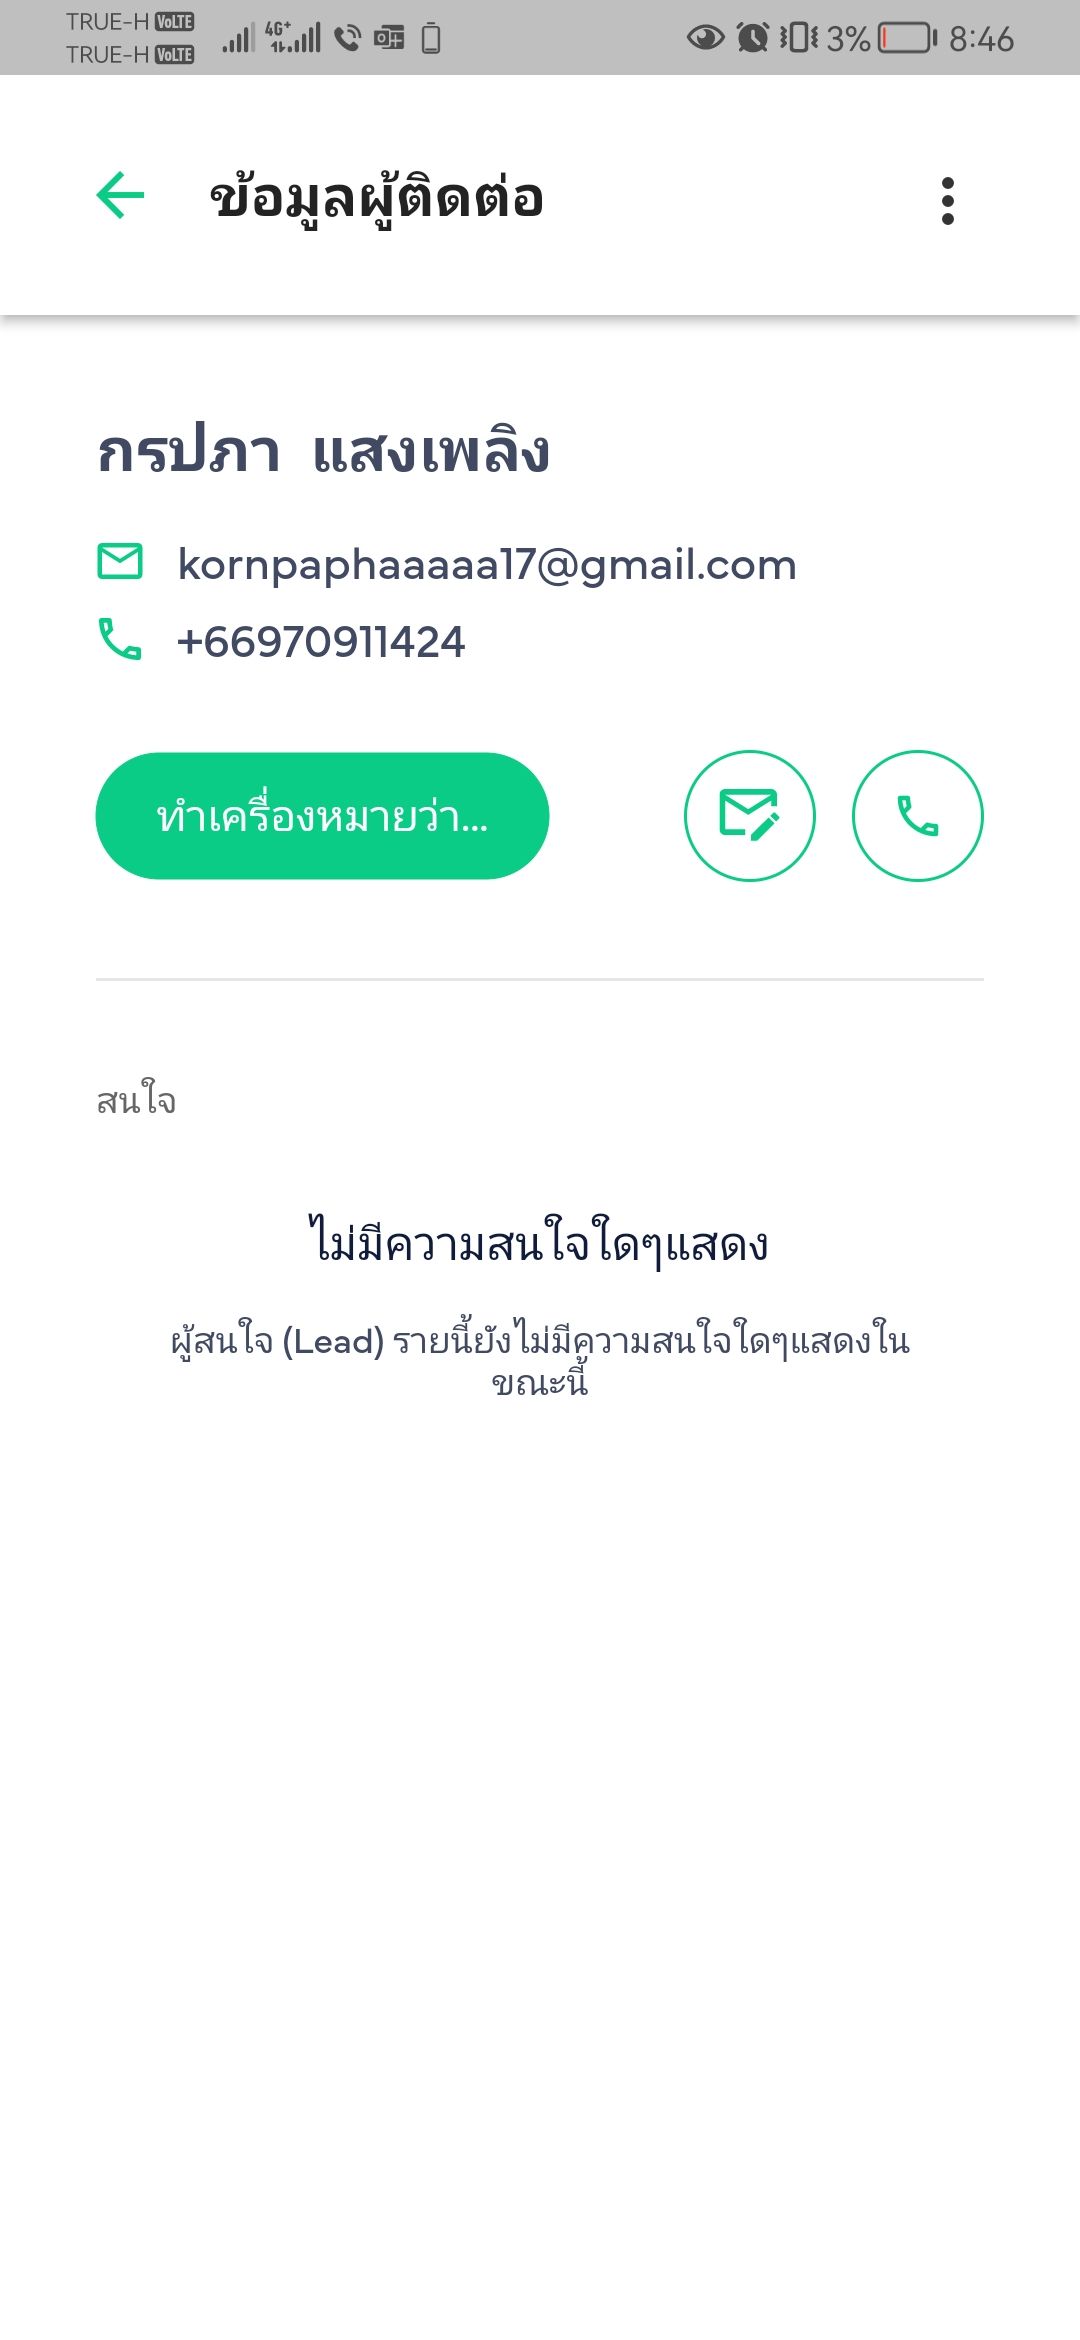 TRUE-H VoLTE
TRUE-H VoLTE
4G+
3%
8:46
ข้อมูลผู้ติดต่อ
กรปภา แสงเพลิง
kornpaphaaaaa17@gmail.com
+66970911424
ทำเครื่องหมายว่า...
สนใจ
ไม่มีความสนใจใดๆแสดง
ผู้สนใจ (Lead) รายนี้ยังไม่มีความสนใจใดๆแสดงใน
ขณะนี้